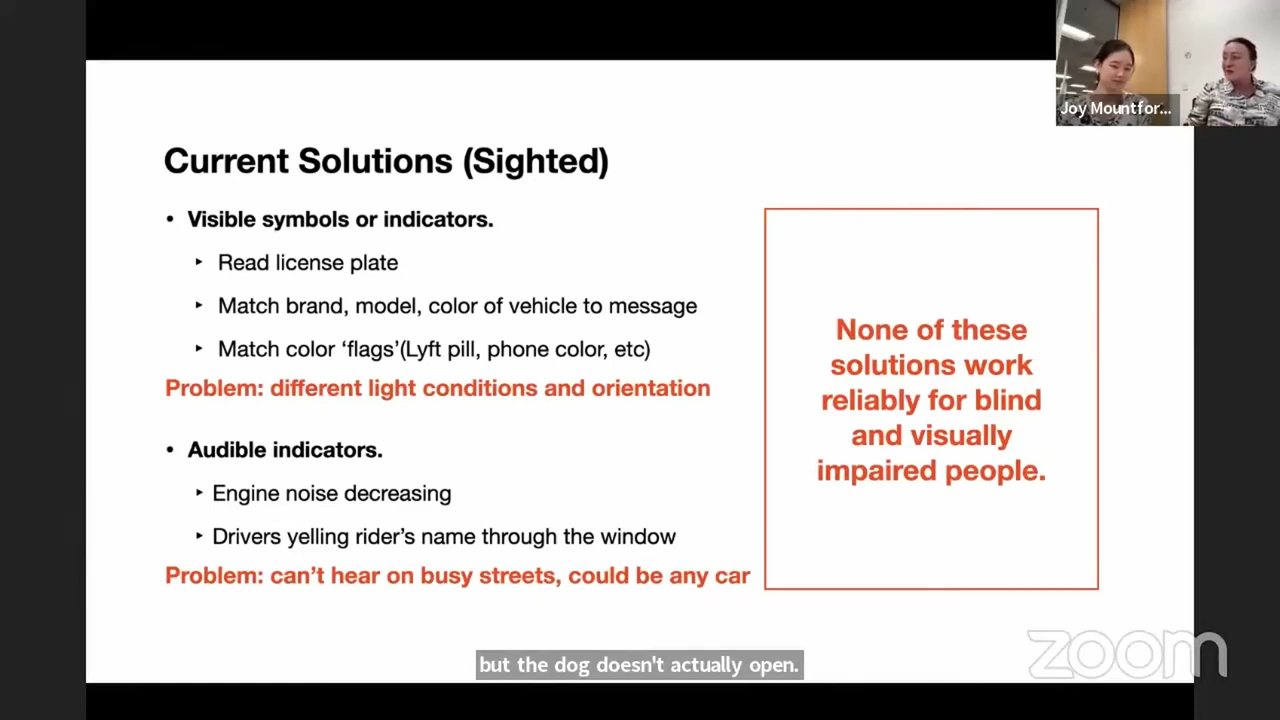 Joy Mountfor...
Current Solutions (Sighted)
• Visible symbols or indicators.
‣ Read license plate
‣ Match brand, model, color of vehicle to message
‣ Match color ‘flags’(Lyft pill, phone color, etc)
Problem: different light conditions and orientation
• Audible indicators.
‣ Engine noise decreasing
‣ Drivers yelling rider’s name through the window
Problem: can’t hear on busy streets, could be any car
None of these
solutions work
reliably for blind
and visually
impaired people.
but the dog doesn't actually open.
zoom